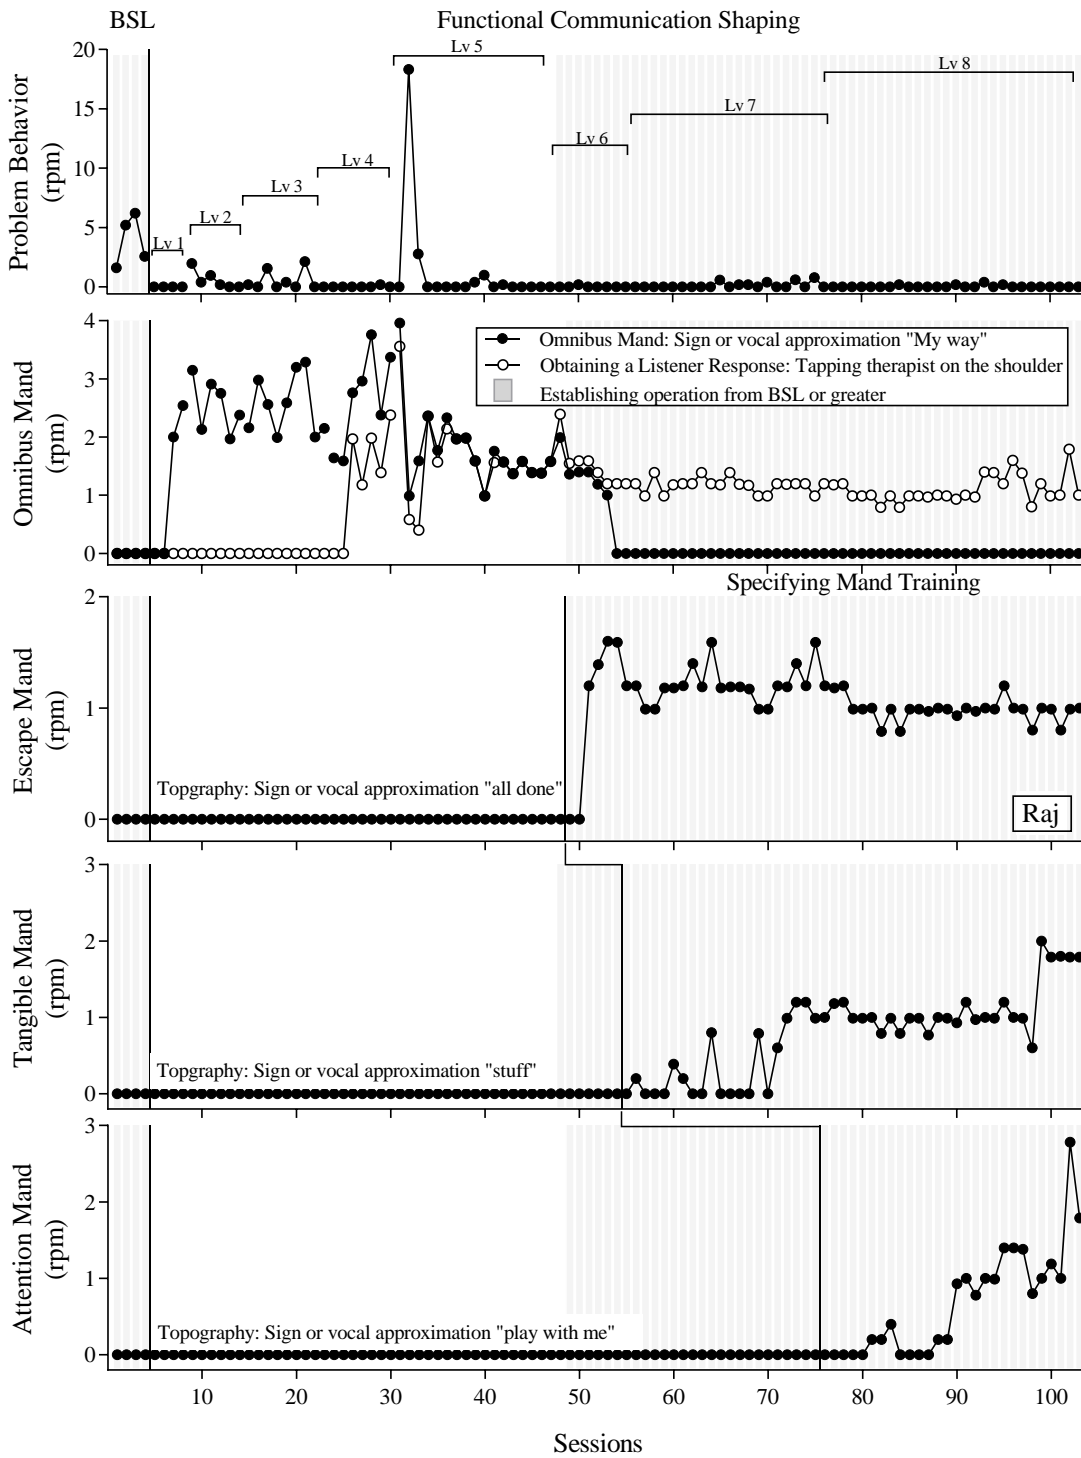 BSL
Functional Communication Shaping
Problem Behavior
(rpm)
20
15
10
5
0
Lv 1
Lv 2
Lv 3
Lv 4
Lv 5
Lv 6
Lv 7
Lv 8
Omnibus Mand
(rpm)
4
3
2
1
0
Omnibus Mand: Sign or vocal approximation "My way"
Obtaining a Listener Response: Tapping therapist on the shoulder
Establishing operation from BSL or greater
Specifying Mand Training
Escape Mand
(rpm)
2
1
0
Topgraphy: Sign or vocal approximation "all done"
Raj
Tangible Mand
(rpm)
3
2
1
0
Topgraphy: Sign or vocal approximation "stuff"
Attention Mand
(rpm)
3
2
1
0
Topgraphy: Sign or vocal approximation "play with me"
10 20 30 40 50 60 70 80 90 100
Sessions